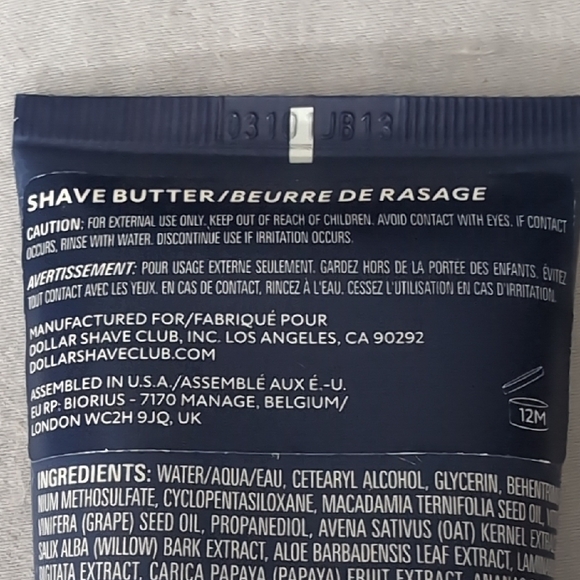 03101JB13
SHAVE BUTTER/BEURRE DE RASAGE
CAUTION: FOR EXTERNAL USE ONLY. KEEP OUT OF REACH OF CHILDREN. AVOID CONTACT WITH EYES. IF CONTACT
OCCURS, RINSE WITH WATER. DISCONTINUE USE IF IRRITATION OCCURS.
AVERTISSEMENT: POUR USAGE EXTERNE SEULEMENT. GARDEZ HORS DE LA PORTÉE DES ENFANTS. ÉVITEZ
TOUT CONTACT AVEC LES YEUX. EN CAS DE CONTACT, RINCEZ À L'EAU. CESSEZ L'UTILISATION EN CAS D'IRRITATION.
MANUFACTURED FOR/FABRIQUÉ POUR
DOLLAR SHAVE CLUB, INC. LOS ANGELES, CA 90292
DOLLARSHAVECLUB.COM
ASSEMBLED IN U.S.A./ASSEMBLÉ AUX É.-U.
EU RP: BIORIUS - 7170 MANAGE, BELGIUM/
LONDON WC2H 9JQ, UK
12M
INGREDIENTS: WATER/AQUA/EAU, CETEARYL ALCOHOL, GLYCERIN,
NIUM METHOSULFATE, CYCLOPENTASILOXANE, MACADAMIA TERNIFOLIA SEED OIL,
VINIFERA (GRAPE) SEED OIL, PROPANEDIOL, AVENA SATIVUS (OAT) KERNEL
SALIX ALBA (WILLOW) BARK EXTRACT, ALOE BARBADENSIS LEAF EXTRACT,
DIGITATA EXTRACT, CARICA PAPAYA (PAPAYA) FRUIT EXTRACT,